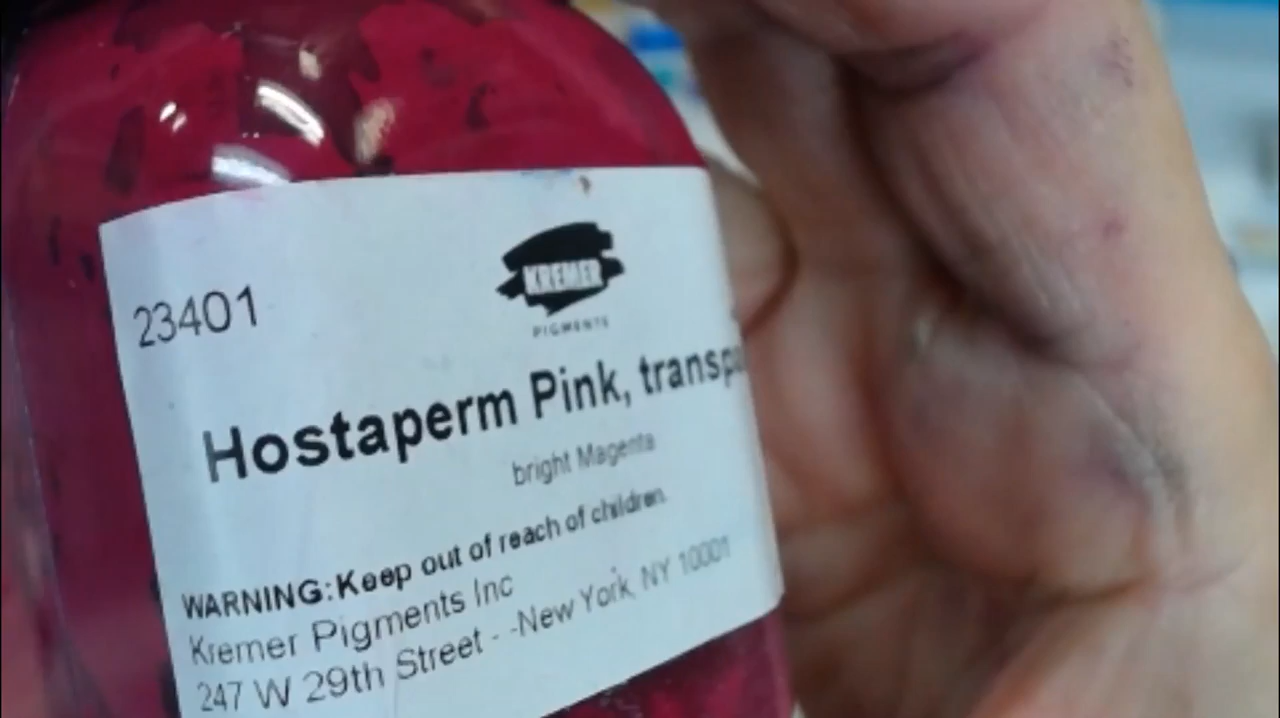 23401
KREMER
PIGMENTS
Hostaperm Pink, transpa
bright Magenta
WARNING:Keep out of reach of children.
Kremer Pigments Inc
247 W 29th Street - -New York, NY 10001